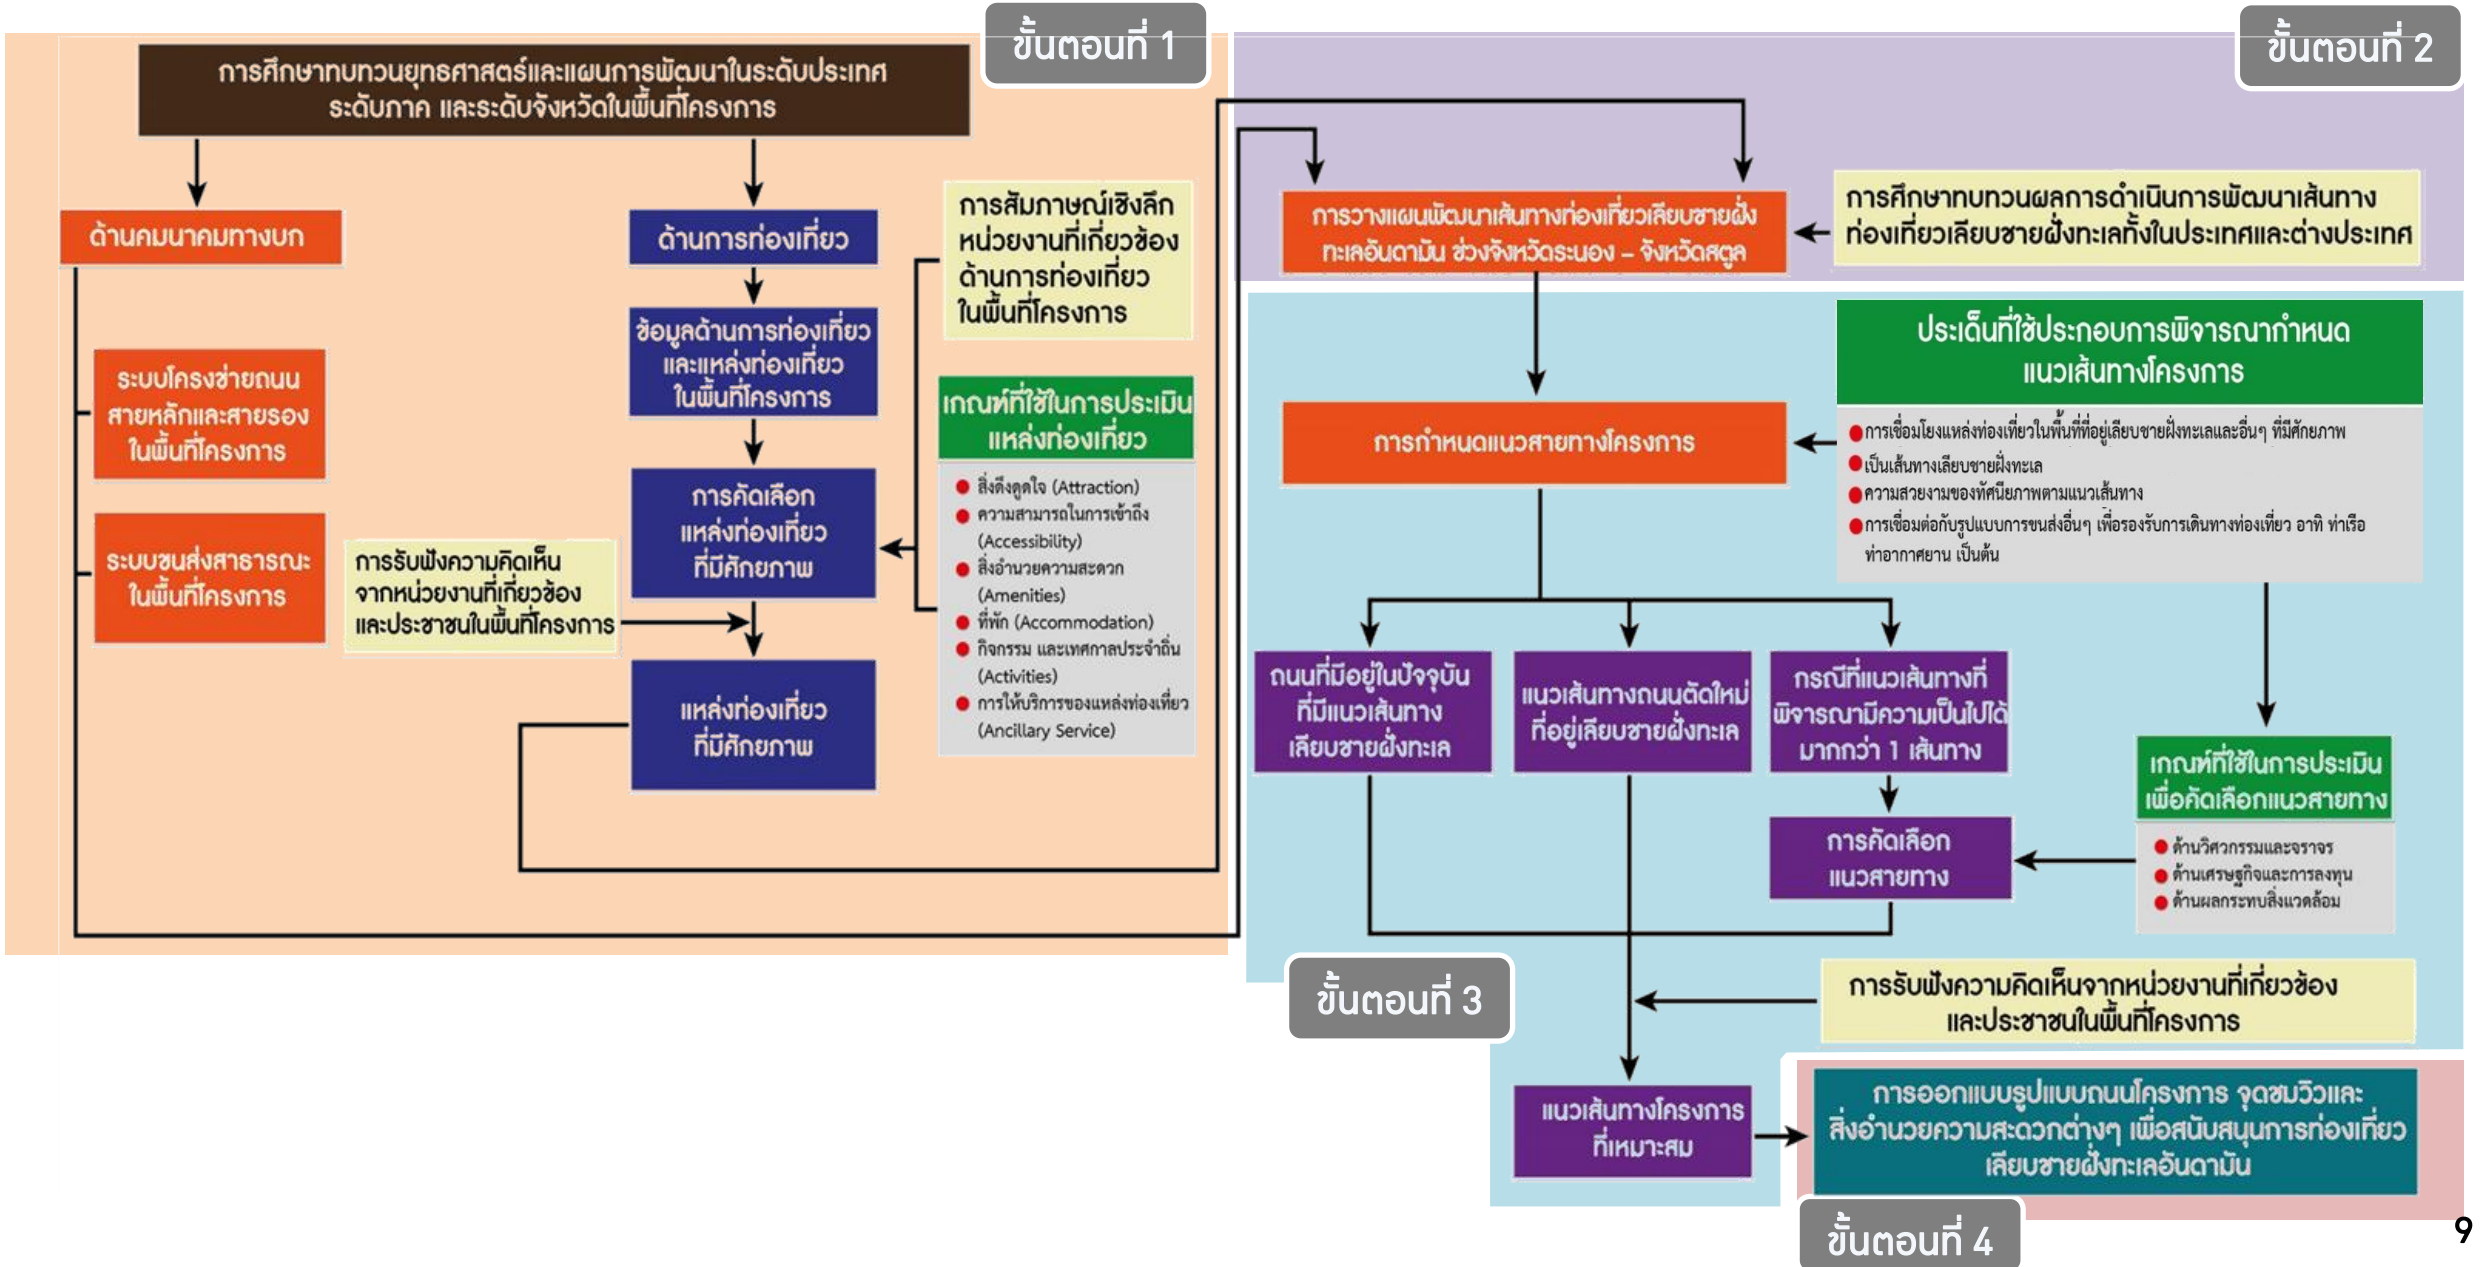 ขั้นตอนที่ 1
การศึกษาทบทวนยุทธศาสตร์และแผนการพัฒนาในระดับประเทศ
ระดับภาค และระดับจังหวัดในพื้นที่โครงการ
ด้านคมนาคมทางบก
ระบบโครงข่ายถนน
สายหลักและสายรอง
ในพื้นที่โครงการ
ระบบขนส่งสาธารณะ
ในพื้นที่โครงการ
ด้านการท่องเที่ยว
ข้อมูลด้านการท่องเที่ยว
และแหล่งท่องเที่ยว
ในพื้นที่โครงการ
การคัดเลือก
แหล่งท่องเที่ยว
ที่มีศักยภาพ
การรับฟังความคิดเห็น
จากหน่วยงานที่เกี่ยวข้อง
และประชาชนในพื้นที่โครงการ
แหล่งท่องเที่ยว
ที่มีศักยภาพ
การสัมภาษณ์เชิงลึก
หน่วยงานที่เกี่ยวข้อง
ด้านการท่องเที่ยว
ในพื้นที่โครงการ
เกณฑ์ที่ใช้ในการประเมิน
แหล่งท่องเที่ยว
สิ่งดึงดูดใจ (Attraction)
ความสามารถในการเข้าถึง
(Accessibility)
สิ่งอำนวยความสะดวก
(Amenities)
ที่พัก (Accommodation)
กิจกรรม และเทศกาลประจำถิ่น
(Activities)
การให้บริการของแหล่งท่องเที่ยว
(Ancillary Service)
ขั้นตอนที่ 2
การวางแผนพัฒนาเส้นทางท่องเที่ยวเลียบชายฝั่ง
ทะเลอันดามัน ช่วงจังหวัดระนอง – จังหวัดสตูล
การศึกษาทบทวนผลการดำเนินการพัฒนาเส้นทาง
ท่องเที่ยวเลียบชายฝั่งทะเลทั้งในประเทศและต่างประเทศ
การกำหนดแนวสายทางโครงการ
ประเด็นที่ใช้ประกอบการพิจารณากำหนด
แนวเส้นทางโครงการ
การเชื่อมโยงแหล่งท่องเที่ยวในพื้นที่ที่อยู่เลียบชายฝั่งทะเลและอื่นๆ ที่มีศักยภาพ
เป็นเส้นทางเลียบชายฝั่งทะเล
ความสวยงามของทัศนียภาพตามแนวเส้นทาง
การเชื่อมต่อกับรูปแบบการขนส่งอื่นๆ เพื่อรองรับการเดินทางท่องเที่ยว อาทิ ท่าเรือ
ท่าอากาศยาน เป็นต้น
ถนนที่มีอยู่ในปัจจุบัน
ที่มีแนวเส้นทาง
เลียบชายฝั่งทะเล
แนวเส้นทางถนนตัดใหม่
ที่อยู่เลียบชายฝั่งทะเล
กรณีที่แนวเส้นทางที่
พิจารณามีความเป็นไปได้
มากกว่า 1 เส้นทาง
การคัดเลือก
แนวสายทาง
เกณฑ์ที่ใช้ในการประเมิน
เพื่อคัดเลือกแนวสายทาง
ด้านวิศวกรรมและจราจร
ด้านเศรษฐกิจและการลงทุน
ด้านผลกระทบสิ่งแวดล้อม
ขั้นตอนที่ 3
การรับฟังความคิดเห็นจากหน่วยงานที่เกี่ยวข้อง
และประชาชนในพื้นที่โครงการ
แนวเส้นทางโครงการ
ที่เหมาะสม
การออกแบบรูปแบบถนนโครงการ จุดชมวิวและ
สิ่งอำนวยความสะดวกต่างๆ เพื่อสนับสนุนการท่องเที่ยว
เลียบชายฝั่งทะเลอันดามัน
ขั้นตอนที่ 4
9